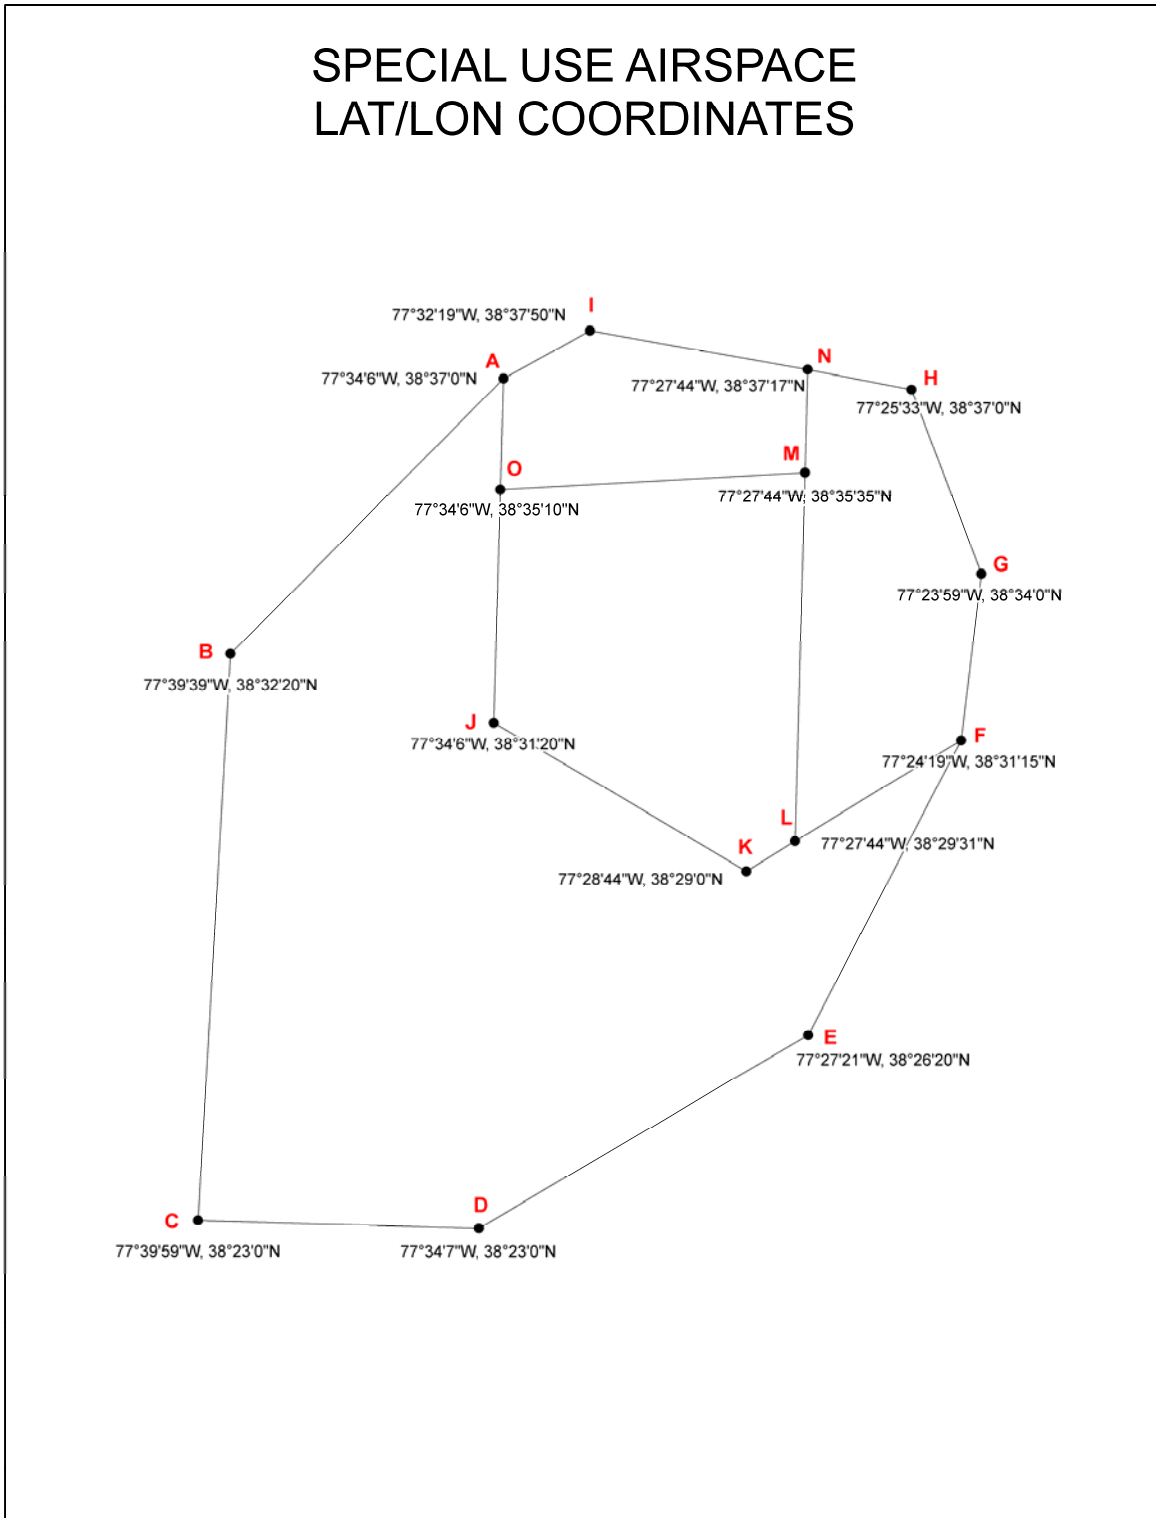 SPECIAL USE AIRSPACE
LAT/LON COORDINATES
I
77°32'19"W, 38°37'50"N
A
77°34'6"W, 38°37'0"N
N
77°27'44"W, 38°37'17"N
H
77°25'33"W, 38°37'0"N
O
77°34'6"W, 38°35'10"N
M
77°27'44"W, 38°35'35"N
G
77°23'59"W, 38°34'0"N
B
77°39'39"W, 38°32'20"N
J
77°34'6"W, 38°31'20"N
F
77°24'19"W, 38°31'15"N
L
77°27'44"W, 38°29'31"N
K
77°28'44"W, 38°29'0"N
E
77°27'21"W, 38°26'20"N
C
77°39'59"W, 38°23'0"N
D
77°34'7"W, 38°23'0"N